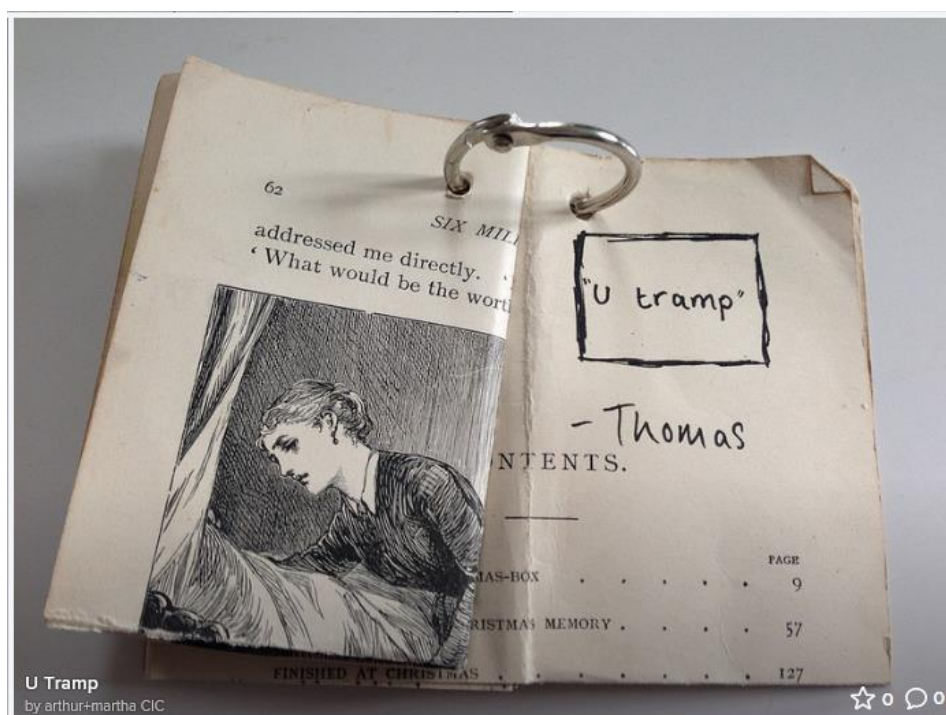 62
SIX MIL
addressed me directly. '
' What would be the wort
"U tramp"
- Thomas
NTENTS.
PAGE
MAS-BOX . . . . . 9
RISTMAS MEMORY . . . . 57
FINISHED AT CHRISTMAS . . . . . . 127
U Tramp
by arthur+martha CIC
0 0